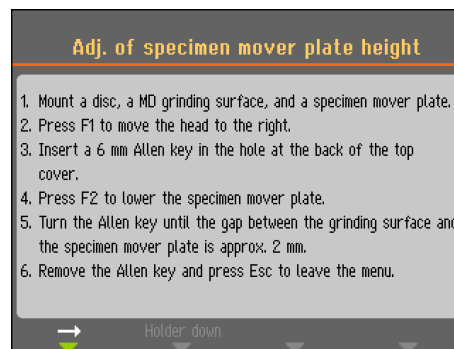 Adj. of specimen mover plate height
1. Mount a disc, a MD grinding surface, and a specimen mover plate.
2. Press F1 to move the head to the right.
3. Insert a 6 mm Allen key in the hole at the back of the top
cover.
4. Press F2 to lower the specimen mover plate.
5. Turn the Allen key until the gap between the grinding surface and
the specimen mover plate is approx. 2 mm.
6. Remove the Allen key and press Esc to leave the menu.
Holder down